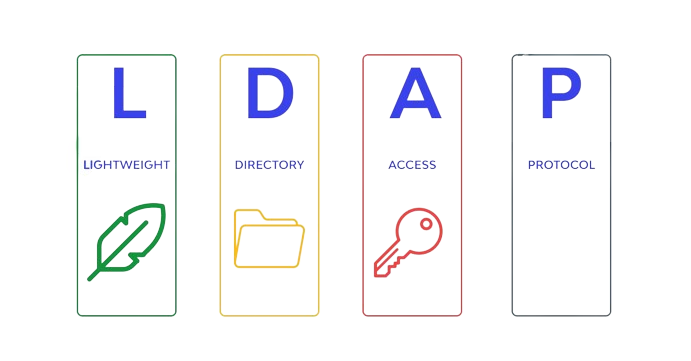 L
LIGHTWEIGHT
D
DIRECTORY
A
ACCESS
P
PROTOCOL